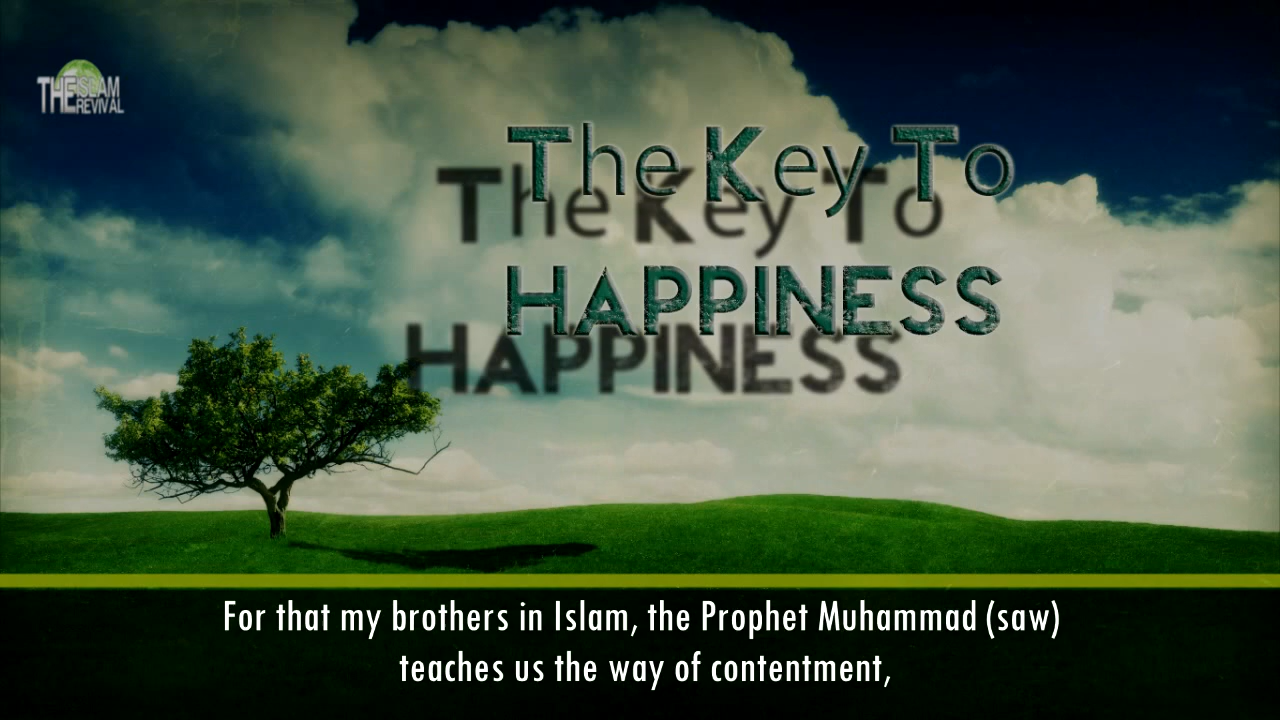 THE ISLAM
REVIVAL
The Key To
HAPPINESS
For that my brothers in Islam, the Prophet Muhammad (saw)
teaches us the way of contentment,